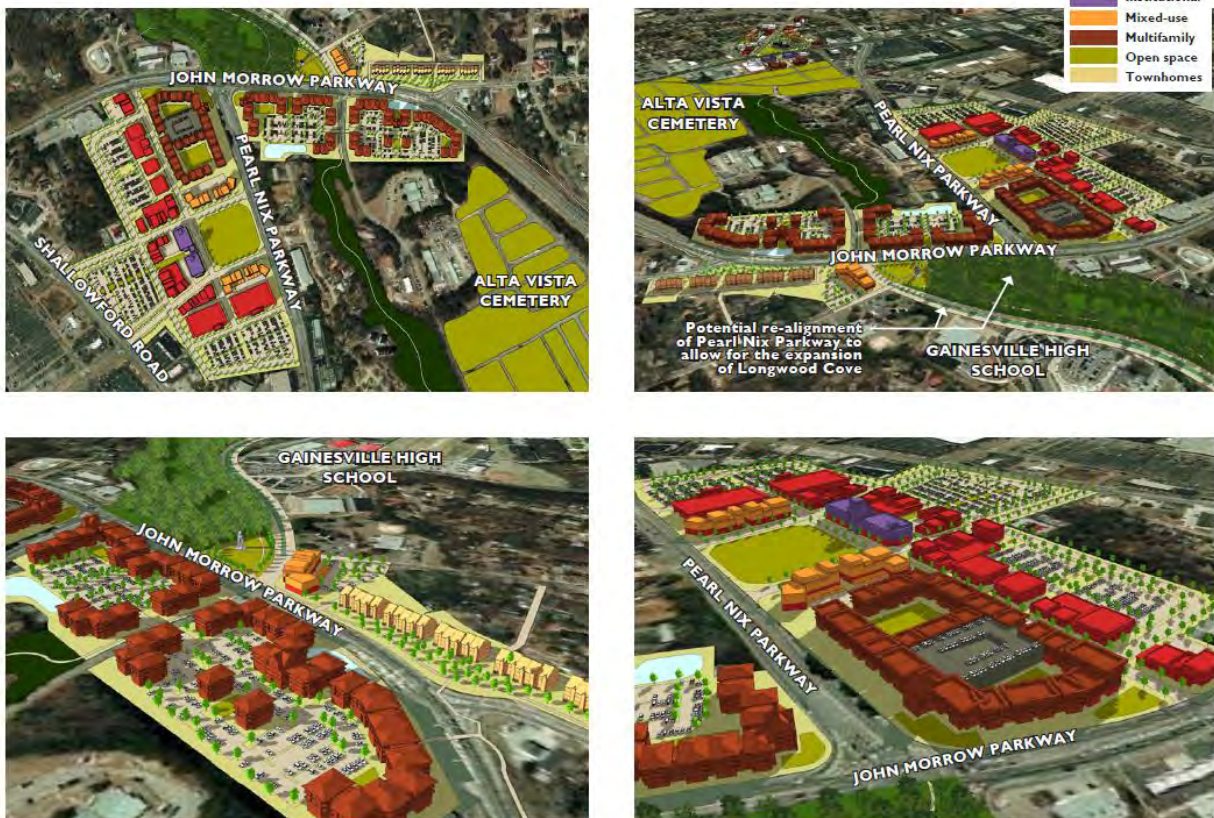 JOHN MORROW PARKWAY
PEARL NIX PARKWAY
SHALLOWFORD ROAD
ALTA VISTA
CEMETERY
Institutional
Mixed-use
Multifamily
Open space
Townhomes
ALTA VISTA
CEMETERY
PEARL NIX PARKWAY
JOHN MORROW PARKWAY
Potential re-alignment
of Pearl Nix Parkway to
allow for the expansion
of Longwood Cove
GAINESVILLE HIGH
SCHOOL
GAINESVILLE HIGH
SCHOOL
JOHN MORROW PARKWAY
PEARL NIX PARKWAY
JOHN MORROW PARKWAY